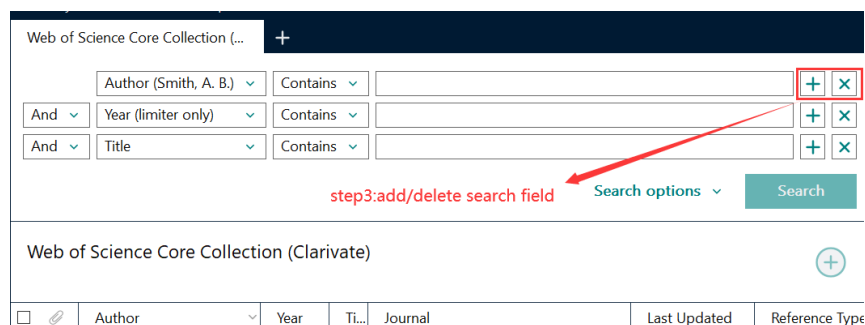 Web of Science Core Collection (...
Author (Smith, A. B.) Contains
And Year (limiter only) Contains
And Title Contains
step3:add/delete search field
Search options Search
Web of Science Core Collection (Clarivate)
Author Year Ti... Journal Last Updated Reference Type